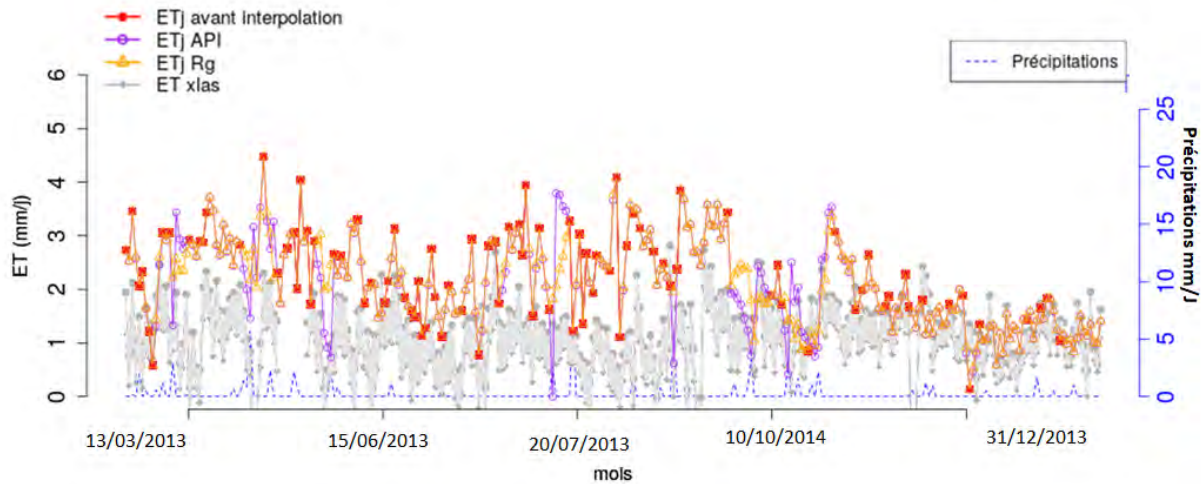 ETj avant interpolation
ETj API
ETj Rg
ET xlas
Précipitations
6
5
4
3
2
1
0
ET (mm/j)
25
20
15
10
5
0
Précipitations mm/J
13/03/2013
15/06/2013
20/07/2013
10/10/2014
31/12/2013
mois